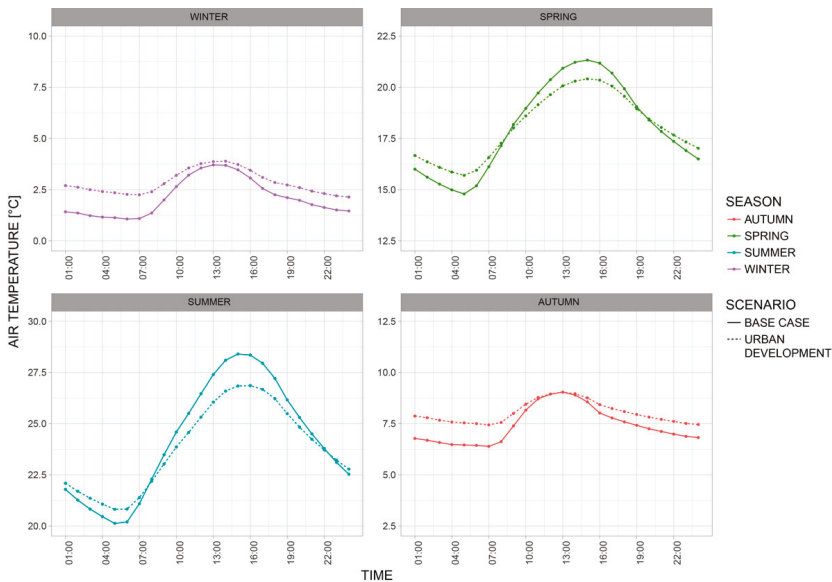 WINTER
SPRING
10.0
7.5
5.0
2.5
0.0
22.5
20.0
17.5
15.0
12.5
01:00 04:00 07:00 10:00 13:00 16:00 19:00 22:00
01:00 04:00 07:00 10:00 13:00 16:00 19:00 22:00
AIR TEMPERATURE [°C]
SUMMER
AUTUMN
30.0
27.5
25.0
22.5
20.0
12.5
10.0
7.5
5.0
2.5
01:00 04:00 07:00 10:00 13:00 16:00 19:00 22:00
01:00 04:00 07:00 10:00 13:00 16:00 19:00 22:00
TIME
SEASON
AUTUMN
SPRING
SUMMER
WINTER
SCENARIO
BASE CASE
URBAN
DEVELOPMENT